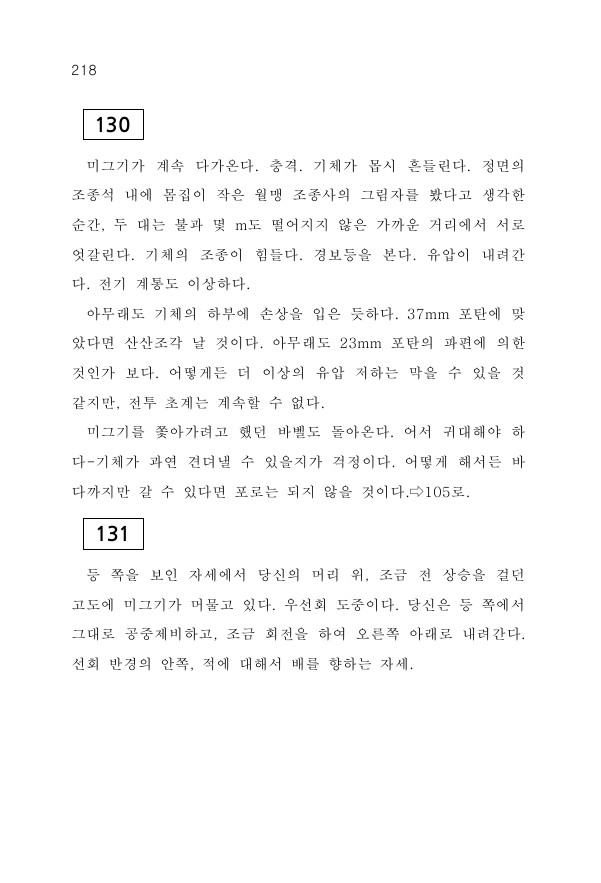 218
130
미그기가 계속 다가온다. 충격. 기체가 몹시 흔들린다. 정면의
조종석 내에 몸집이 작은 월맹 조종사의 그림자를 봤다고 생각한
순간, 두 대는 불과 몇 m도 떨어지지 않은 가까운 거리에서 서로
엇갈린다. 기체의 조종이 힘들다. 경보등을 본다. 유압이 내려간
다. 전기 계통도 이상하다.
아무래도 기체의 하부에 손상을 입은 듯하다. 37mm 포탄에 맞
았다면 산산조각 날 것이다. 아무래도 23mm 포탄의 파편에 의한
것인가 보다. 어떻게든 더 이상의 유압 저하는 막을 수 있을 것
같지만, 전투 초계는 계속할 수 없다.
미그기를 쫓아가려고 했던 바벨도 돌아온다. 어서 귀대해야 하
다-기체가 과연 견뎌낼 수 있을지가 걱정이다. 어떻게 해서든 바
다까지만 갈 수 있다면 포로는 되지 않을 것이다.⇨105로.
131
등 쪽을 보인 자세에서 당신의 머리 위, 조금 전 상승을 걸던
고도에 미그기가 머물고 있다. 우선회 도중이다. 당신은 등 쪽에서
그대로 공중제비하고, 조금 회전을 하여 오른쪽 아래로 내려간다.
선회 반경의 안쪽, 적에 대해서 배를 향하는 자세.